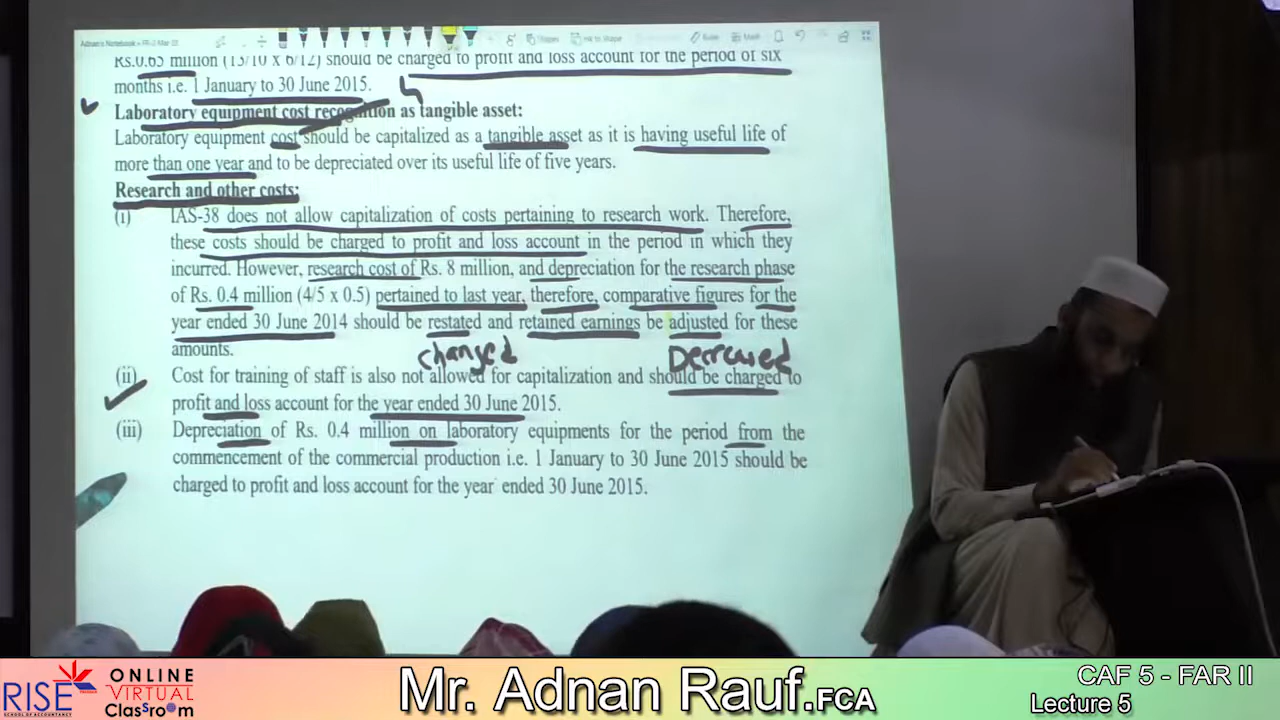 Adnan's Notebook
Shapes
Ink to Shape
Ruler
Math
Rs.0.65 million (13/10 x 6/12) should be charged to profit and loss account for the period of six
months i.e. 1 January to 30 June 2015.
Laboratory equipment cost recognition as tangible asset:
Laboratory equipment cost should be capitalized as a tangible asset as it is having useful life of
more than one year and to be depreciated over its useful life of five years.
Research and other costs:
(i) IAS-38 does not allow capitalization of costs pertaining to research work. Therefore,
these costs should be charged to profit and loss account in the period in which they
incurred. However, research cost of Rs. 8 million, and depreciation for the research phase
of Rs. 0.4 million (4/5 x 0.5) pertained to last year, therefore, comparative figures for the
year ended 30 June 2014 should be restated and retained earnings be adjusted for these
amounts.
changed Decreased
(ii) Cost for training of staff is also not allowed for capitalization and should be charged to
profit and loss account for the year ended 30 June 2015.
(iii) Depreciation of Rs. 0.4 million on laboratory equipments for the period from the
commencement of the commercial production i.e. 1 January to 30 June 2015 should be
charged to profit and loss account for the year ended 30 June 2015.
RISE
SCHOOL OF ACCOUNTANCY
ONLINE
VIRTUAL
Classroom
Mr. Adnan Rauf.FCA
CAF 5 - FAR II
Lecture 5